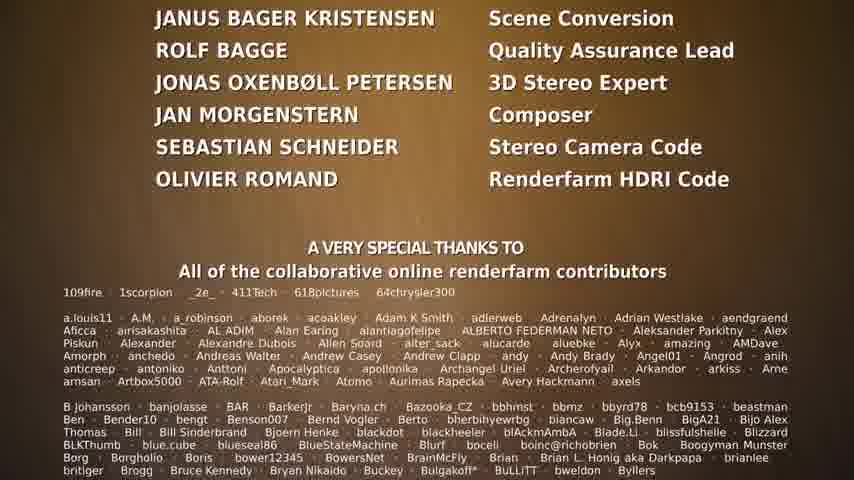 JANUS BAGER KRISTENSEN Scene Conversion
ROLF BAGGE Quality Assurance Lead
JONAS OXENBØLL PETERSEN 3D Stereo Expert
JAN MORGENSTERN Composer
SEBASTIAN SCHNEIDER Stereo Camera Code
OLIVIER ROMAND Renderfarm HDRI Code
A VERY SPECIAL THANKS TO
All of the collaborative online renderfarm contributors
109fire · 1scorpion · _2e_ · 411Tech · 618pictures · 64chrysler300
a.louis11 · A.M. · a_robinson · aborek · acoakley · Adam K Smith · adlerweb · Adrenalyn · Adrian Westlake · aendgraend
Aficca · airisakashita · AL ADIM · Alan Earing · alantiagofelipe · ALBERTO FEDERMAN NETO · Aleksander Parkitny · Alex
Piskun · Alexander · Alexandre Dubois · Allen Soard · alter_sack · alucarde · aluebke · Alyx · amazing · AMDave ·
Amorph · anchedo · Andreas Walter · Andrew Casey · Andrew Clapp · andy · Andy Brady · Angel01 · Angrod · anih
anticreep · antoniko · Anttoni · Apocalyptica · apollonika · Archangel Uriel · Archerofyail · Arkandor · arkiss · Ame
amsan · Artbox5000 · ATA-Rolf · Atari_Mark · Atomo · Aurimas Rapecka · Avery Hackmann · axels
B Johansson · banjolasse · BAR · BarkerJr · Baryna.ch · Bazooka_CZ · bbhmst · bbmz · bbyrd78 · bcb9153 · beastman
Ben · Bender10 · bengt · Benson007 · Bernd Vogler · Berto · bherbihyewrbg · biancaw · Big.Benn · BigA21 · Bijo Alex
Thomas · Bill · Bill Sinderbrand · Bjoern Henke · blackdot · blackheeler · blAckmAmbA · Blade.Li · blissfulshelle · Blizzard
BLKThumb · blue.cube · blueseal86 · BlueStateMachine · Blurf · boceli · boinc@richobrien · Bok · Boogyman Munster
Borg · Borgholio · Boris · bower12345 · BowersNet · BrainMcFly · Brian · Brian L. Honig aka Darkpapa · brianlee
britiger · Brogg · Bruce Kennedy · Bryan Nikaido · Buckey · Bulgakoff* · BULLITT · bweldon · Byllers